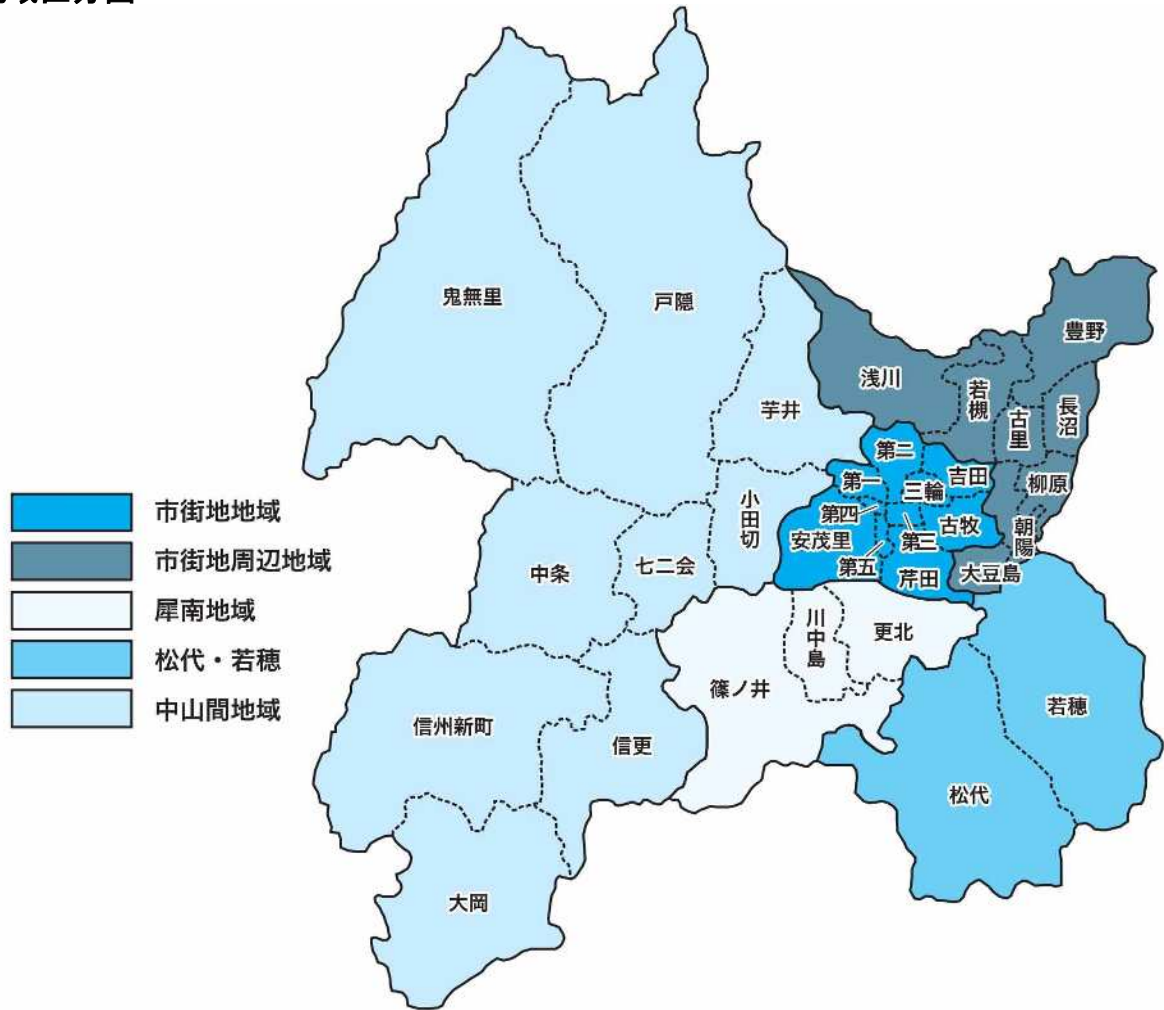 鬼無里
戸隠
豊野
浅川
若槻
芋井
古里
長沼
第二
吉田
柳原
第一
三輪
市街地地域
小田切
第四
古牧
朝陽
安茂里
第三
市街地周辺地域
七二会
第五
芹田
大豆島
中条
犀南地域
川中島
更北
松代・若穂
篠ノ井
若穂
中山間地域
信州新町
信更
松代
大岡